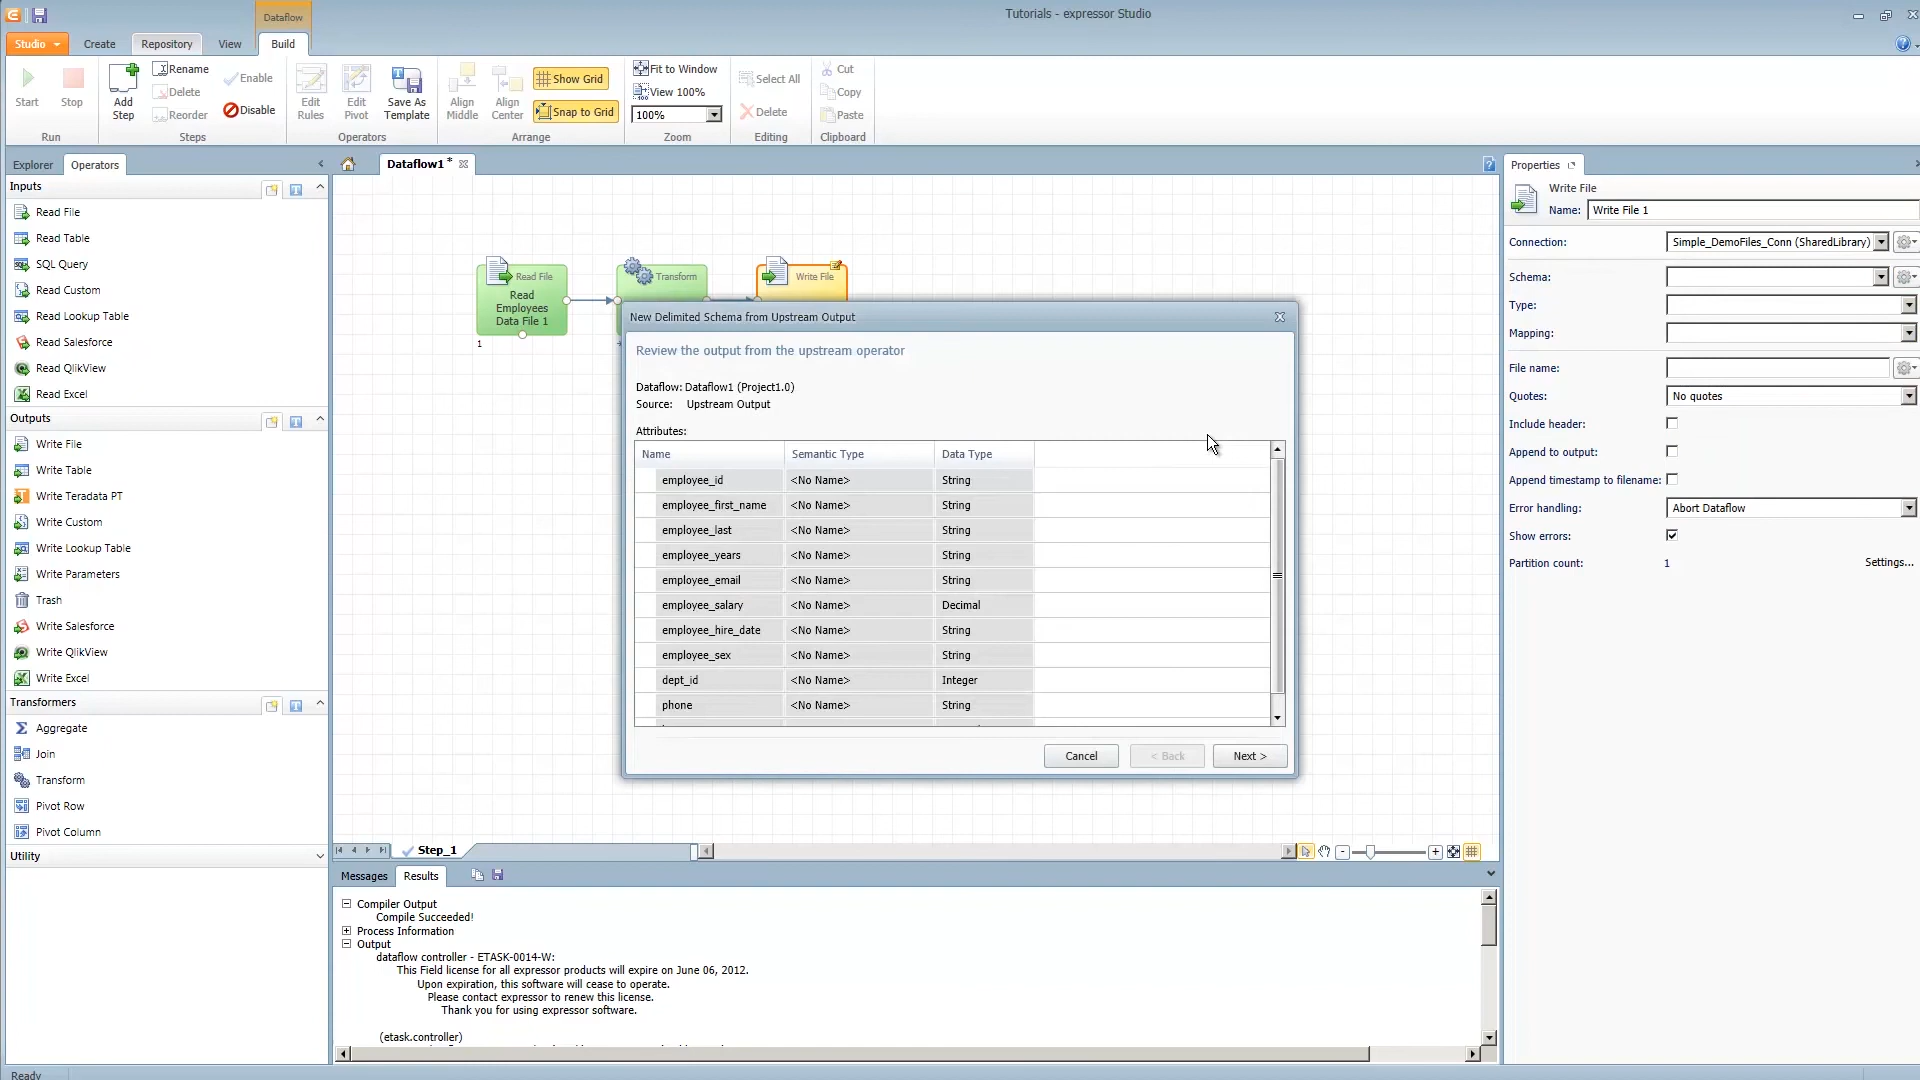 Dataflow
Tutorials - expressor Studio
Studio Create Repository View Build
Start
Stop
Run
Add Step
Rename
Delete
Reorder
Enable
Disable
Steps
Edit Rules
Edit Pivot
Save As Template
Operators
Align Middle
Align Center
Show Grid
Snap to Grid
Arrange
Fit to Window
View 100%
100%
Zoom
Select All
Delete
Editing
Cut
Copy
Paste
Clipboard
Explorer Operators
Inputs
Read File
Read Table
SQL Query
Read Custom
Read Lookup Table
Read Salesforce
Read QlikView
Read Excel
Outputs
Write File
Write Table
Write Teradata PT
Write Custom
Write Lookup Table
Write Parameters
Trash
Write Salesforce
Write QlikView
Write Excel
Transformers
Aggregate
Join
Transform
Pivot Row
Pivot Column
Utility
Dataflow1 *
Read File
Read
Employees
Data File 1
1
Transform
Write File
New Delimited Schema from Upstream Output
Review the output from the upstream operator
Dataflow: Dataflow1 (Project1.0)
Source: Upstream Output
Attributes:
Name Semantic Type Data Type
employee_id <No Name> String
employee_first_name <No Name> String
employee_last <No Name> String
employee_years <No Name> String
employee_email <No Name> String
employee_salary <No Name> Decimal
employee_hire_date <No Name> String
employee_sex <No Name> String
dept_id <No Name> Integer
phone <No Name> String
Cancel < Back Next >
Step_1
Messages Results
Compiler Output
Compile Succeeded!
Process Information
Output
dataflow controller - ETASK-0014-W:
This Field license for all expressor products will expire on June 06, 2012.
Upon expiration, this software will cease to operate.
Please contact expressor to renew this license.
Thank you for using expressor software.
(etask.controller)
Properties
Write File
Name: Write File 1
Connection: Simple_DemoFiles_Conn (SharedLibrary)
Schema:
Type:
Mapping:
File name:
Quotes: No quotes
Include header:
Append to output:
Append timestamp to filename:
Error handling: Abort Dataflow
Show errors:
Partition count: 1 Settings...
Ready